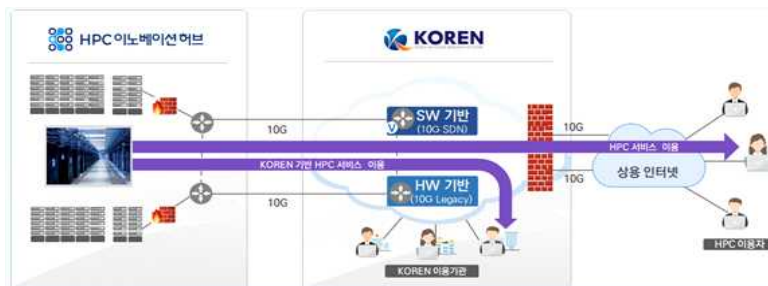 HPC 이노베이션허브
KOREN
10G
SW 기반
(10G SDN)
10G
HPC 서비스 이용
KOREN 기반 HPC 서비스 이용
상용 인터넷
10G
HW 기반
(10G Legacy)
10G
KOREN 이용기관
HPC 이용자